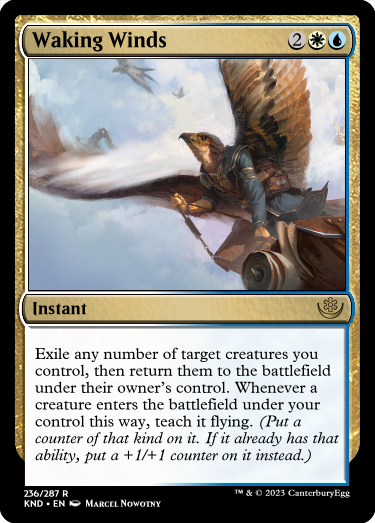 Waking Winds 2
Instant
Exile any number of target creatures you
control, then return them to the battlefield
under their owner's control. Whenever a
creature enters the battlefield under your
control this way, teach it flying. (Put a
counter of that kind on it. If it already has that
ability, put a +1/+1 counter on it instead.)
236/287 R
KND • EN MARCEL NOWOTNY
™ & © 2023 CanterburyEgg